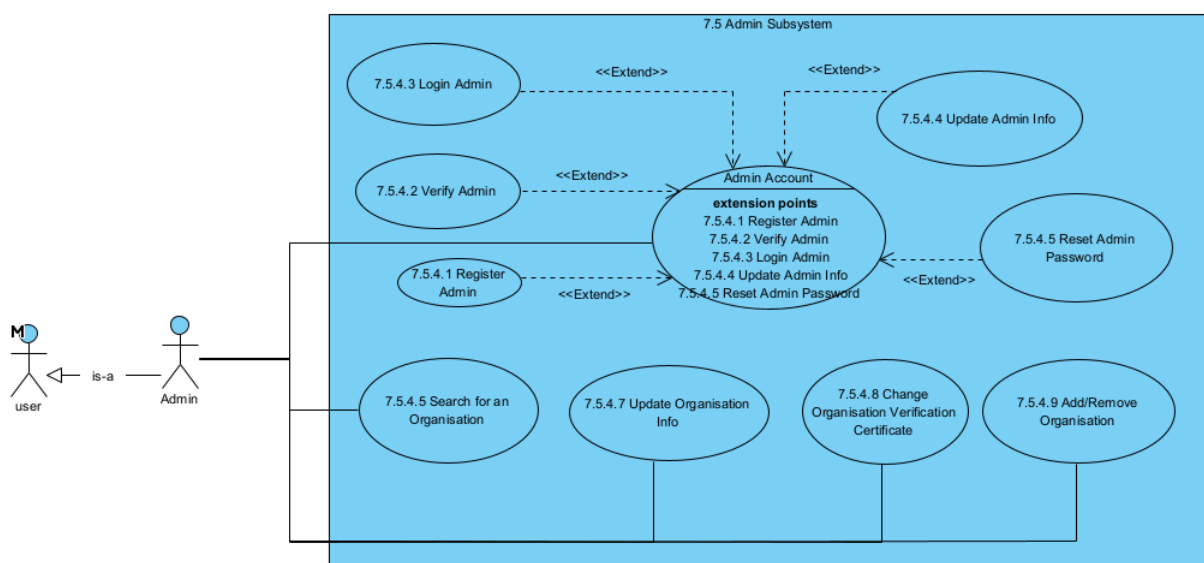 7.5 Admin Subsystem
7.5.4.3 Login Admin
<<Extend>>
<<Extend>>
7.5.4.4 Update Admin Info
7.5.4.2 Verify Admin
<<Extend>>
Admin Account
extension points
7.5.4.1 Register Admin
7.5.4.2 Verify Admin
7.5.4.3 Login Admin
7.5.4.4 Update Admin Info
7.5.4.5 Reset Admin Password
7.5.4.5 Reset Admin
Password
<<Extend>>
7.5.4.1 Register
Admin
<<Extend>>
M
user
is-a
Admin
7.5.4.5 Search for an
Organisation
7.5.4.7 Update Organisation
Info
7.5.4.8 Change
Organisation Verification
Certificate
7.5.4.9 Add/Remove
Organisation